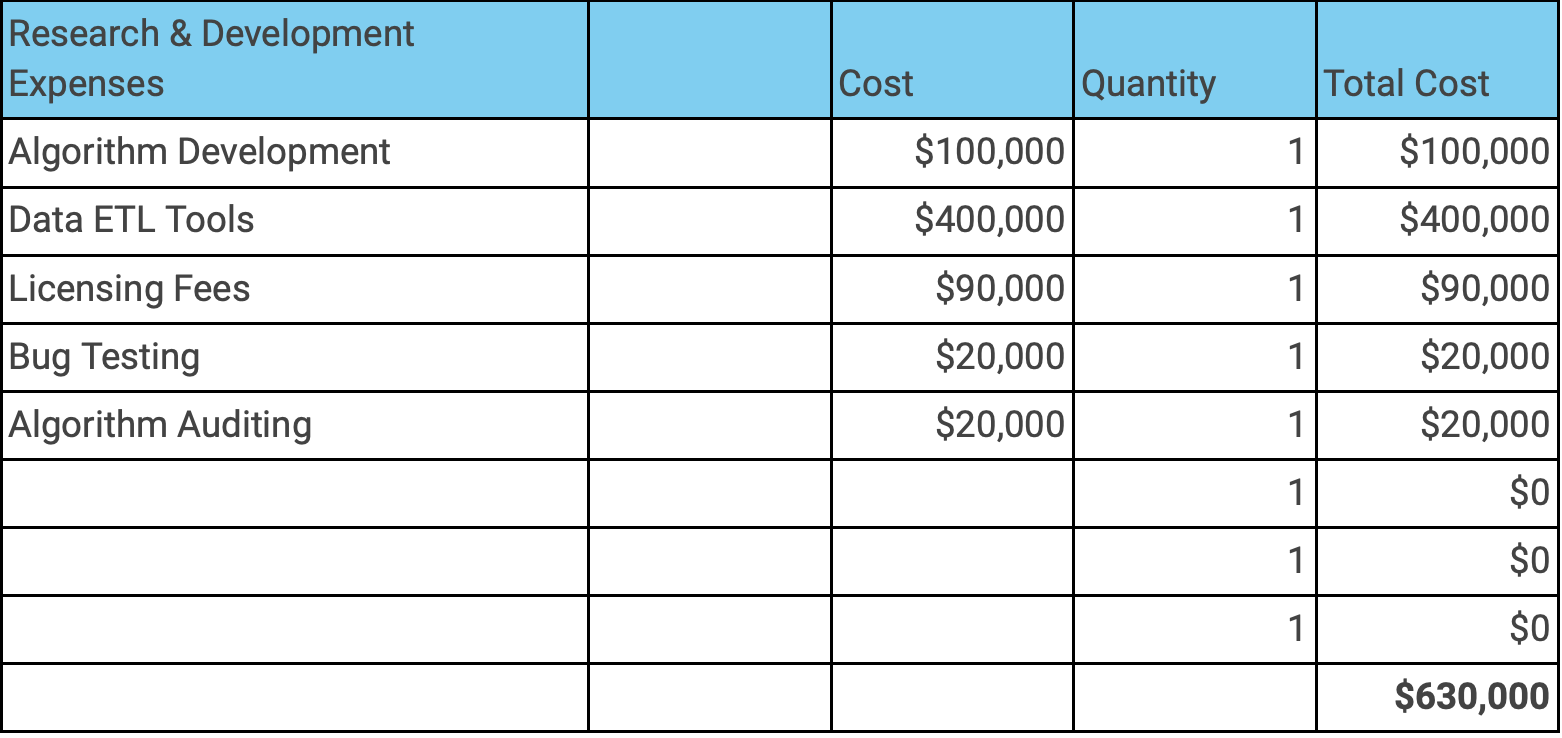 Research & Development
Expenses Cost Quantity Total Cost
Algorithm Development $100,000 1 $100,000
Data ETL Tools $400,000 1 $400,000
Licensing Fees $90,000 1 $90,000
Bug Testing $20,000 1 $20,000
Algorithm Auditing $20,000 1 $20,000
1 $0
1 $0
1 $0
$630,000